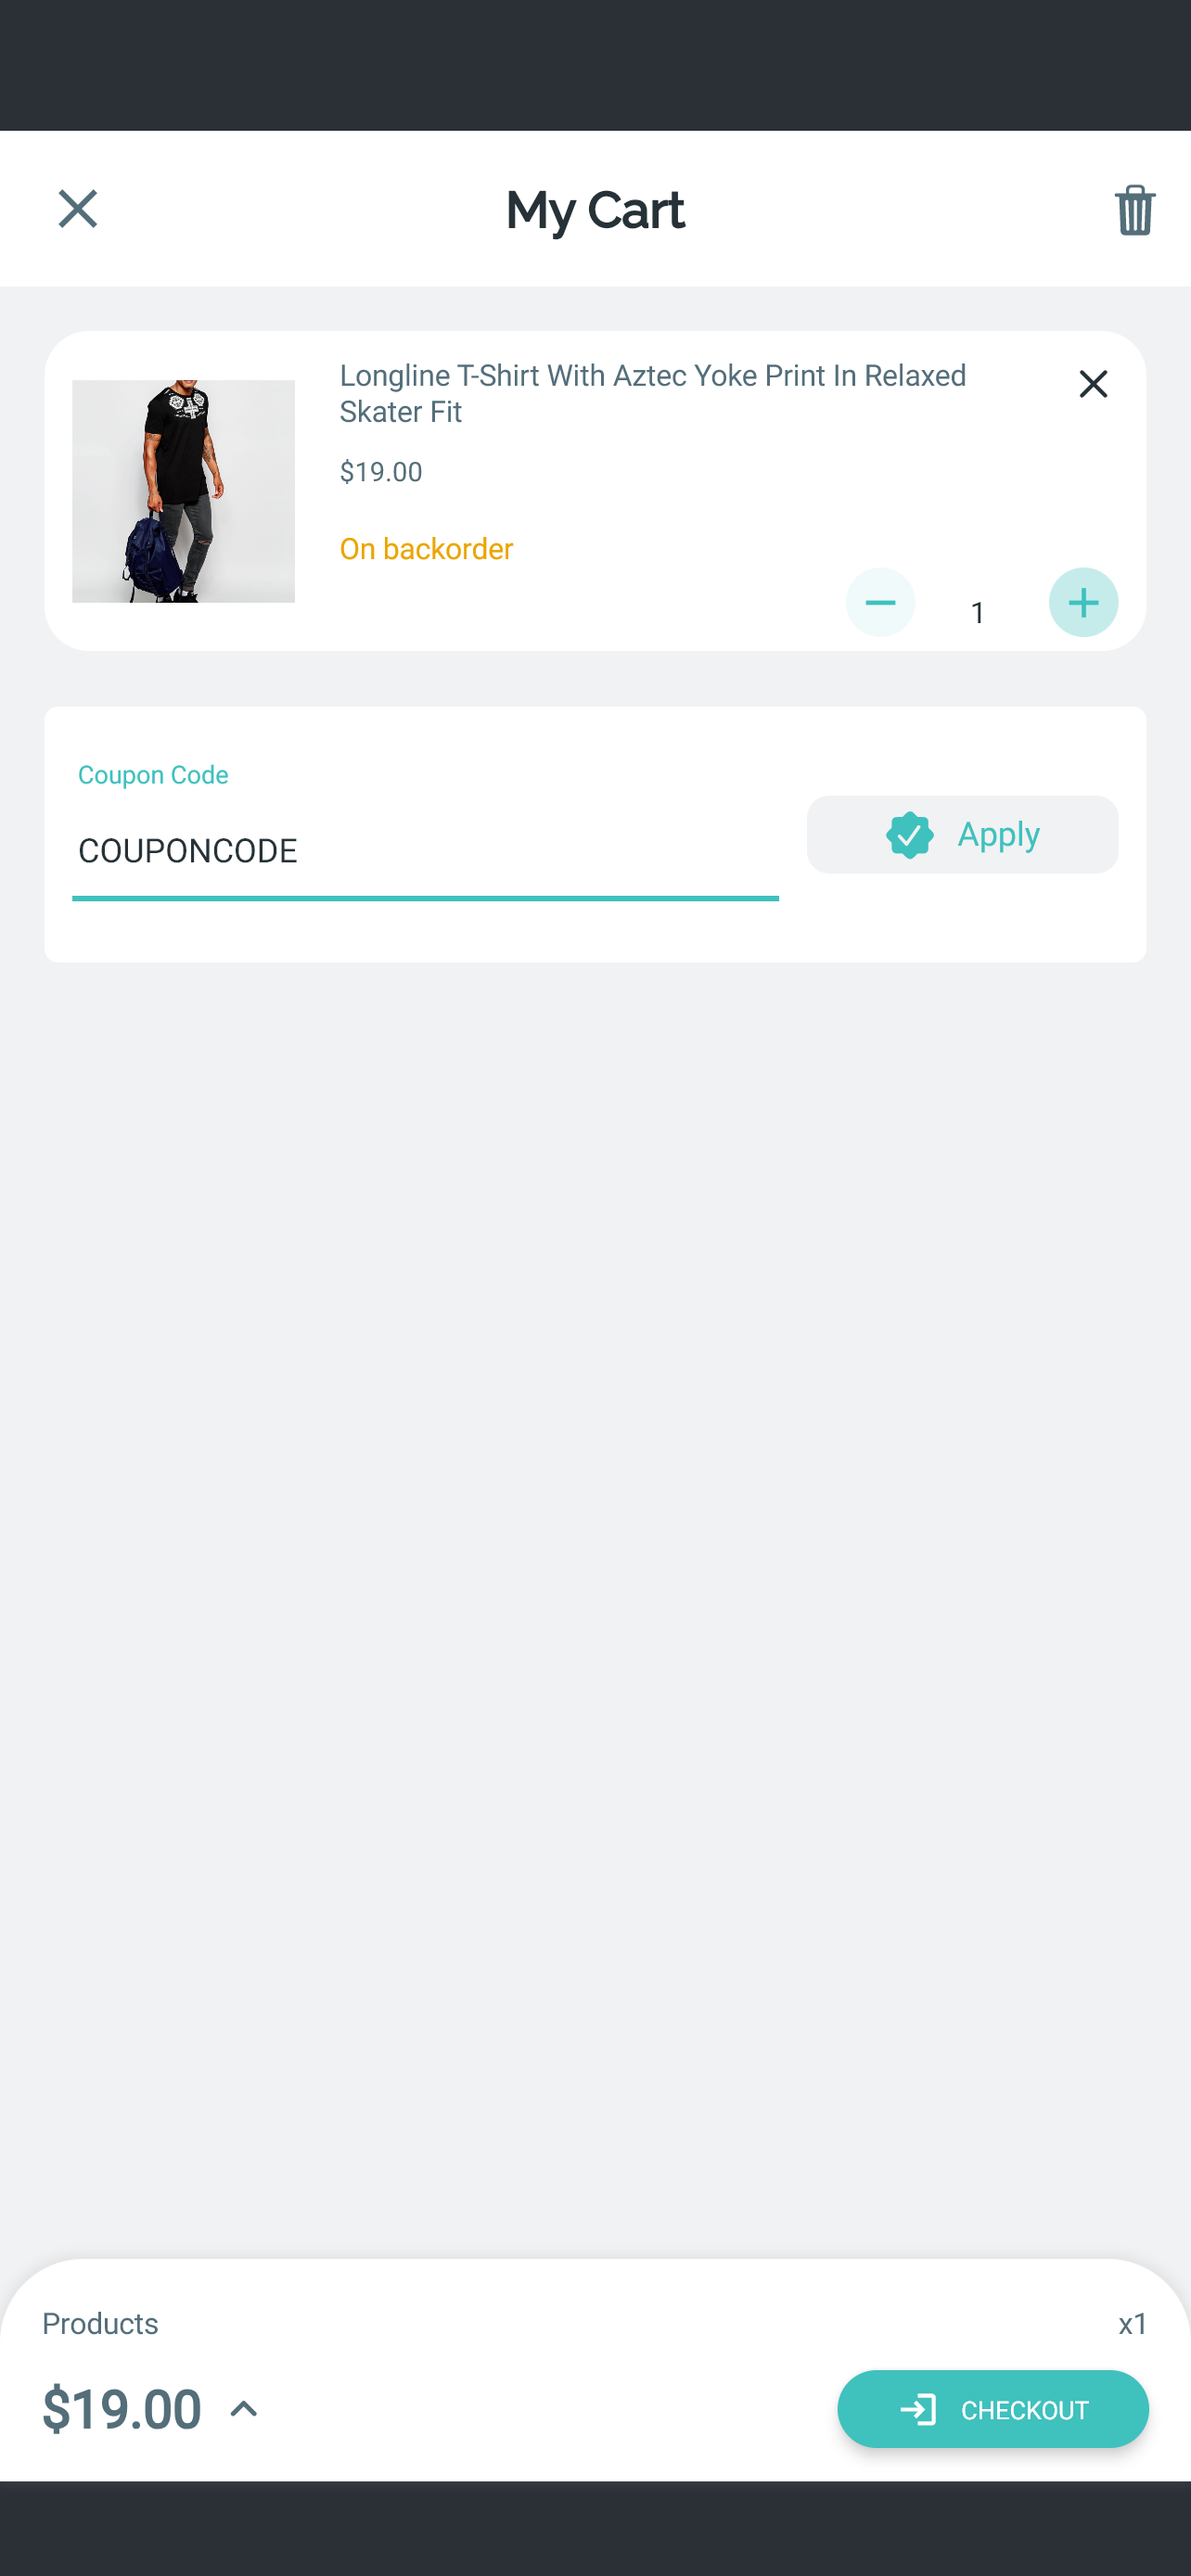 My Cart
Longline T-Shirt With Aztec Yoke Print In Relaxed
Skater Fit
$19.00
On backorder
1
Coupon Code
COUPONCODE
Apply
Products
x1
$19.00
CHECKOUT